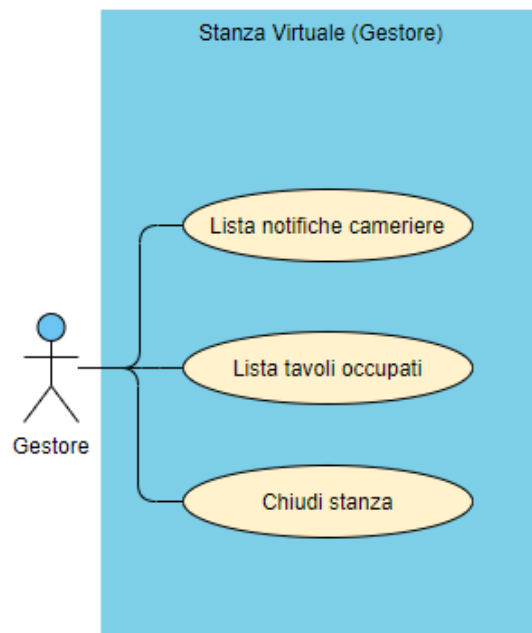 Stanza Virtuale (Gestore)
Lista notifiche cameriere
Lista tavoli occupati
Gestore
Chiudi stanza